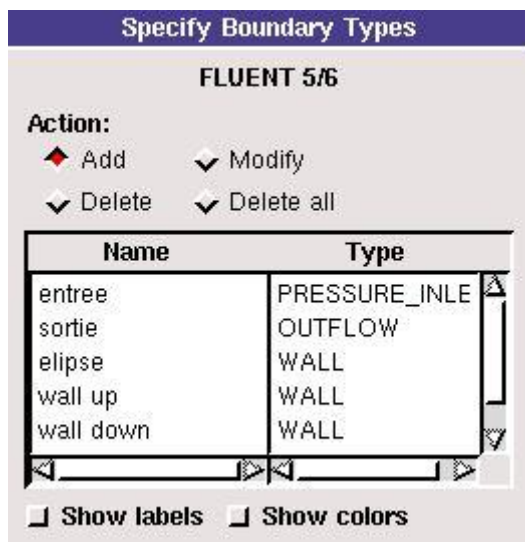 Specify Boundary Types
FLUENT 5/6
Action:
Add Modify
Delete Delete all
Name Type
entree PRESSURE_INLE
sortie OUTFLOW
elipse WALL
wall up WALL
wall down WALL
Show labels Show colors